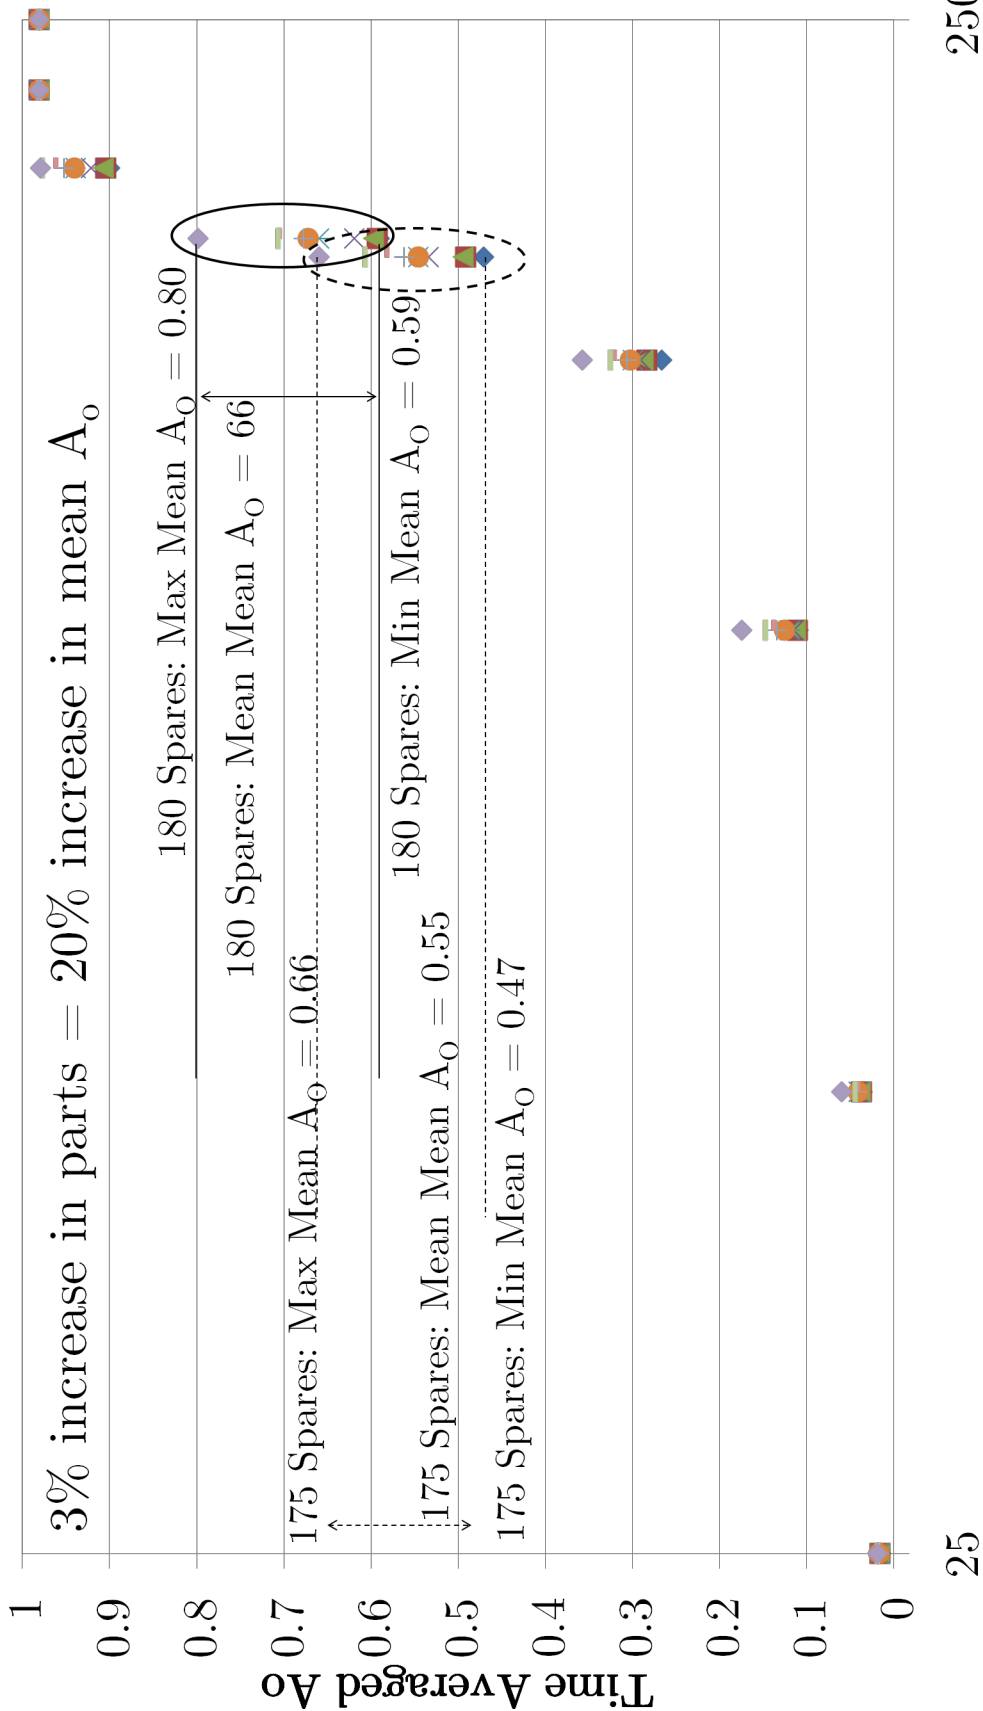 3% increase in parts = 20% increase in mean Ao
180 Spares: Max Mean AO = 0.80
180 Spares: Mean Mean AO = 66
175 Spares: Max Mean AO = 0.66
180 Spares: Min Mean AO = 0.59
175 Spares: Mean Mean AO = 0.55
175 Spares: Min Mean AO = 0.47
Time Averaged Ao
1
0.9
0.8
0.7
0.6
0.5
0.4
0.3
0.2
0.1
0
25
250